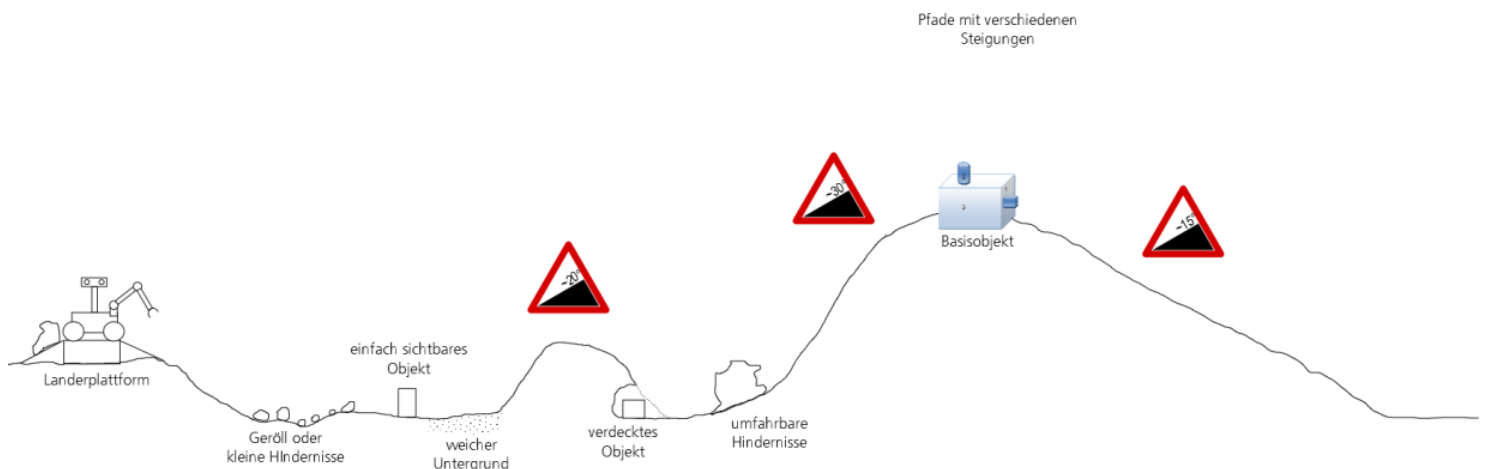 Pfade mit verschiedenen
Steigungen
~30°
~15°
Basisobjekt
~20°
einfach sichtbares
Objekt
Landerplattform
Geröll oder
kleine HIndernisse
weicher
Untergrund
verdecktes
Objekt
umfahrbare
Hindernisse